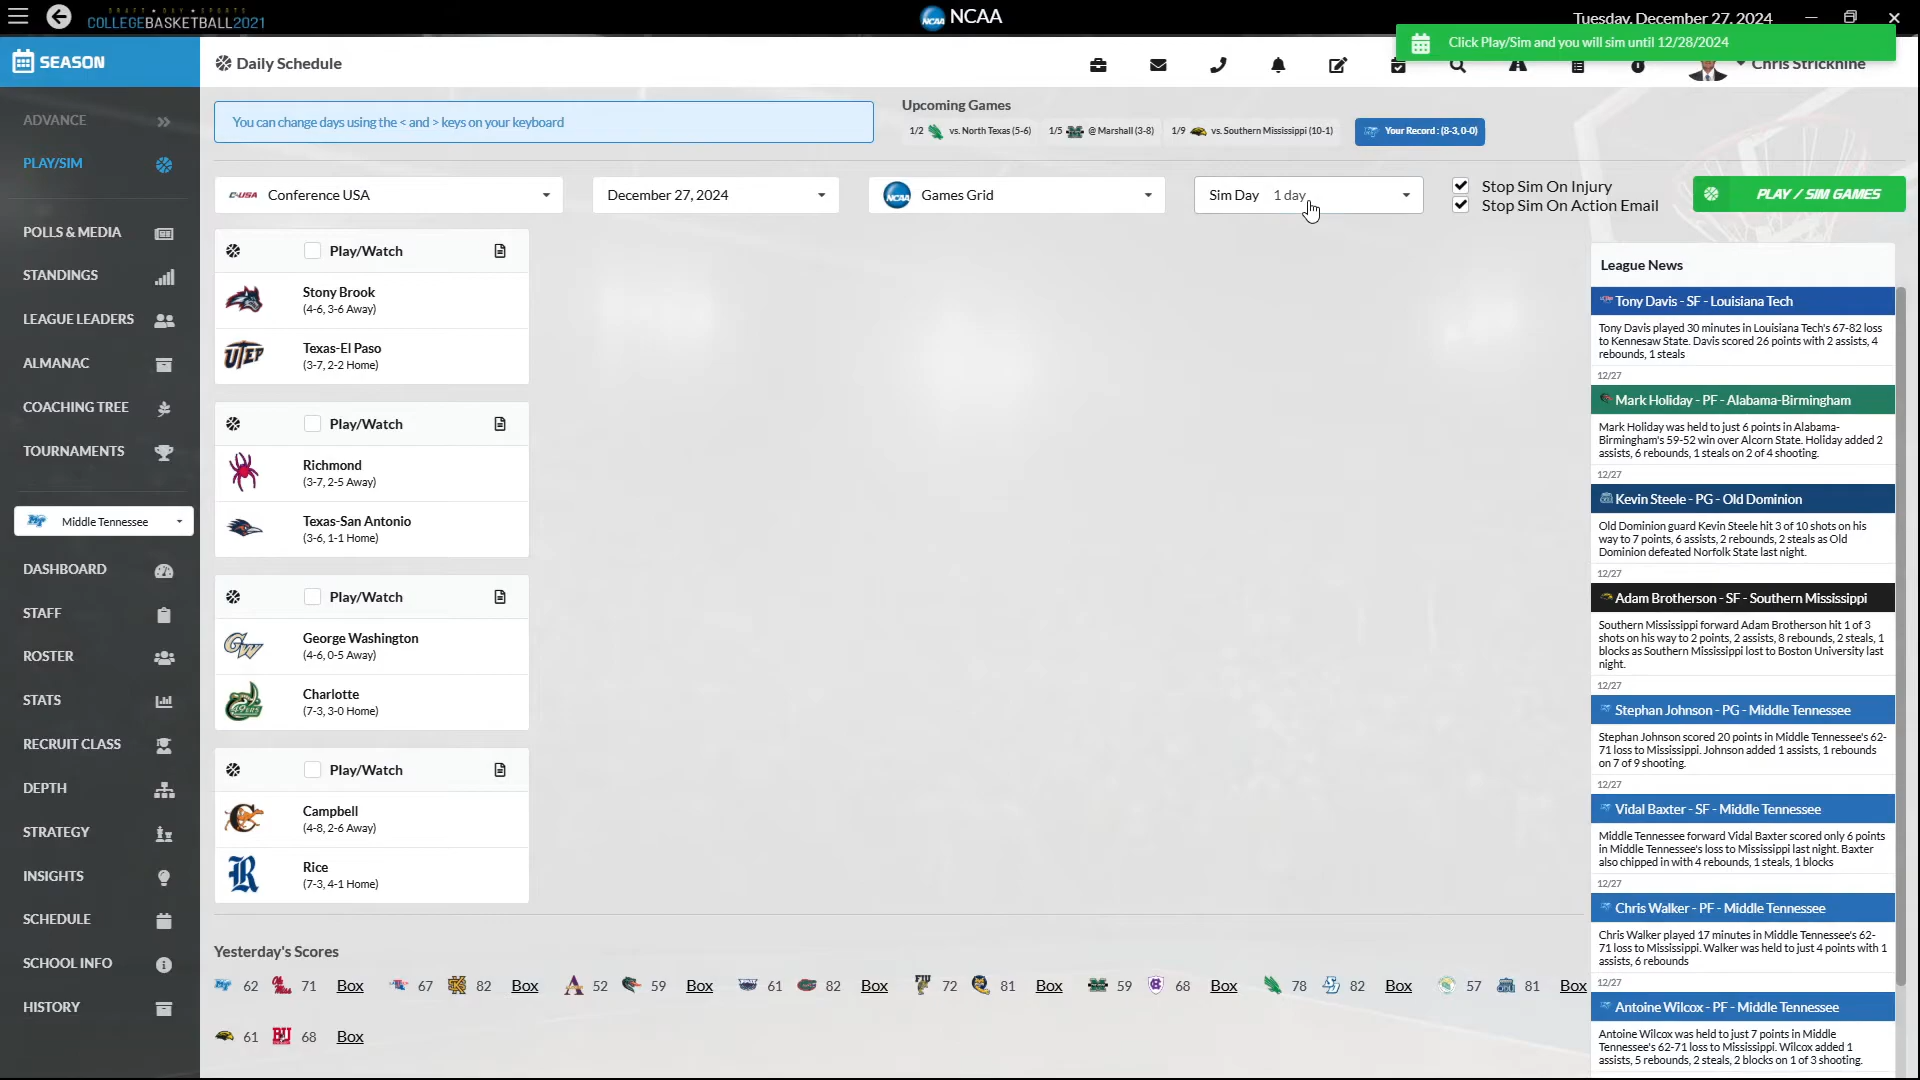 DRAFT • DAY • SPORTS
COLLEGEBASKETBALL2021
NCAA
Tuesday, December 27, 2024
Click Play/Sim and you will sim until 12/28/2024
SEASON
Daily Schedule
Chris Stricknine
ADVANCE
PLAY/SIM
POLLS & MEDIA
STANDINGS
LEAGUE LEADERS
ALMANAC
COACHING TREE
TOURNAMENTS
Middle Tennessee
DASHBOARD
STAFF
ROSTER
STATS
RECRUIT CLASS
DEPTH
STRATEGY
INSIGHTS
SCHEDULE
SCHOOL INFO
HISTORY
You can change days using the < and > keys on your keyboard
Upcoming Games
1/2 vs. North Texas (5-6) 1/5 @ Marshall (3-8) 1/9 vs. Southern Mississippi (10-1) Your Record : (8-3, 0-0)
C-USA Conference USA
December 27, 2024
NCAA Games Grid
Sim Day 1 day
Stop Sim On Injury
Stop Sim On Action Email
PLAY / SIM GAMES
Play/Watch
Stony Brook
(4-6, 3-6 Away)
UTEP
Texas-El Paso
(3-7, 2-2 Home)
Play/Watch
Richmond
(3-7, 2-5 Away)
Texas-San Antonio
(3-6, 1-1 Home)
Play/Watch
GW
George Washington
(4-6, 0-5 Away)
49ERS
Charlotte
(7-3, 3-0 Home)
Play/Watch
Campbell
(4-8, 2-6 Away)
R
Rice
(7-3, 4-1 Home)
Yesterday's Scores
62 71 Box 67 82 Box 52 59 Box 61 82 Box 72 81 Box 59 68 Box 78 82 Box 57 81 Box
61 68 Box
League News
Tony Davis - SF - Louisiana Tech
Tony Davis played 30 minutes in Louisiana Tech's 67-82 loss
to Kennesaw State. Davis scored 26 points with 2 assists, 4
rebounds, 1 steals
12/27
Mark Holiday - PF - Alabama-Birmingham
Mark Holiday was held to just 6 points in Alabama-
Birmingham's 59-52 win over Alcorn State. Holiday added 2
assists, 6 rebounds, 1 steals on 2 of 4 shooting.
12/27
Kevin Steele - PG - Old Dominion
Old Dominion guard Kevin Steele hit 3 of 10 shots on his
way to 7 points, 6 assists, 2 rebounds, 2 steals as Old
Dominion defeated Norfolk State last night.
12/27
Adam Brotherson - SF - Southern Mississippi
Southern Mississippi forward Adam Brotherson hit 1 of 3
shots on his way to 2 points, 2 assists, 8 rebounds, 2 steals, 1
blocks as Southern Mississippi lost to Boston University last
night.
12/27
Stephan Johnson - PG - Middle Tennessee
Stephan Johnson scored 20 points in Middle Tennessee's 62-
71 loss to Mississippi. Johnson added 1 assists, 1 rebounds
on 7 of 9 shooting.
12/27
Vidal Baxter - SF - Middle Tennessee
Middle Tennessee forward Vidal Baxter scored only 6 points
in Middle Tennessee's loss to Mississippi last night. Baxter
also chipped in with 4 rebounds, 1 steals, 1 blocks
12/27
Chris Walker - PF - Middle Tennessee
Chris Walker played 17 minutes in Middle Tennessee's 62-
71 loss to Mississippi. Walker was held to just 4 points with 1
assists, 6 rebounds
12/27
Antoine Wilcox - PF - Middle Tennessee
Antoine Wilcox was held to just 7 points in Middle
Tennessee's 62-71 loss to Mississippi. Wilcox added 1
assists, 5 rebounds, 2 steals, 2 blocks on 1 of 3 shooting.